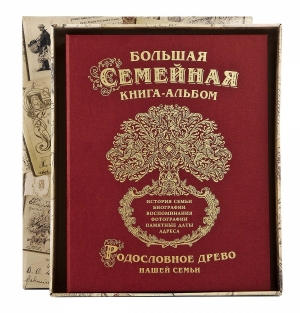 БОЛЬШАЯ
СЕМЕЙНАЯ
КНИГА-АЛЬБОМ
ИСТОРИЯ СЕМЬИ
БИОГРАФИИ
ВОСПОМИНАНИЯ
ФОТОГРАФИИ
ПАМЯТНЫЕ ДАТЫ
АДРЕСА
РОДОСЛОВНОЕ ДРЕВО
НАШЕЙ СЕМЬИ